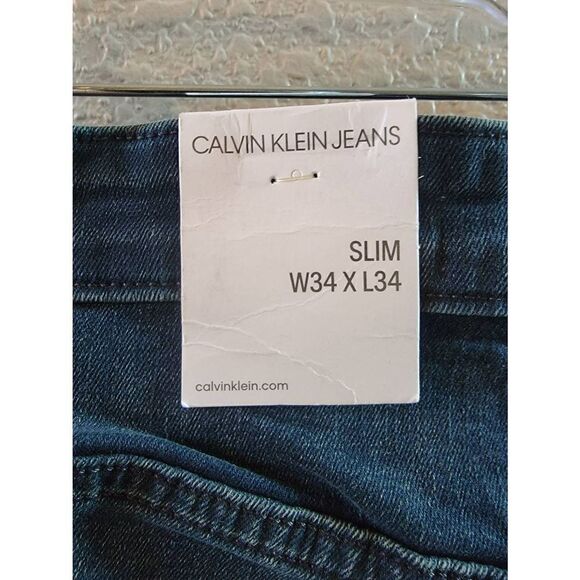 CALVIN KLEIN JEANS
SLIM
W34 X L34
calvinklein.com